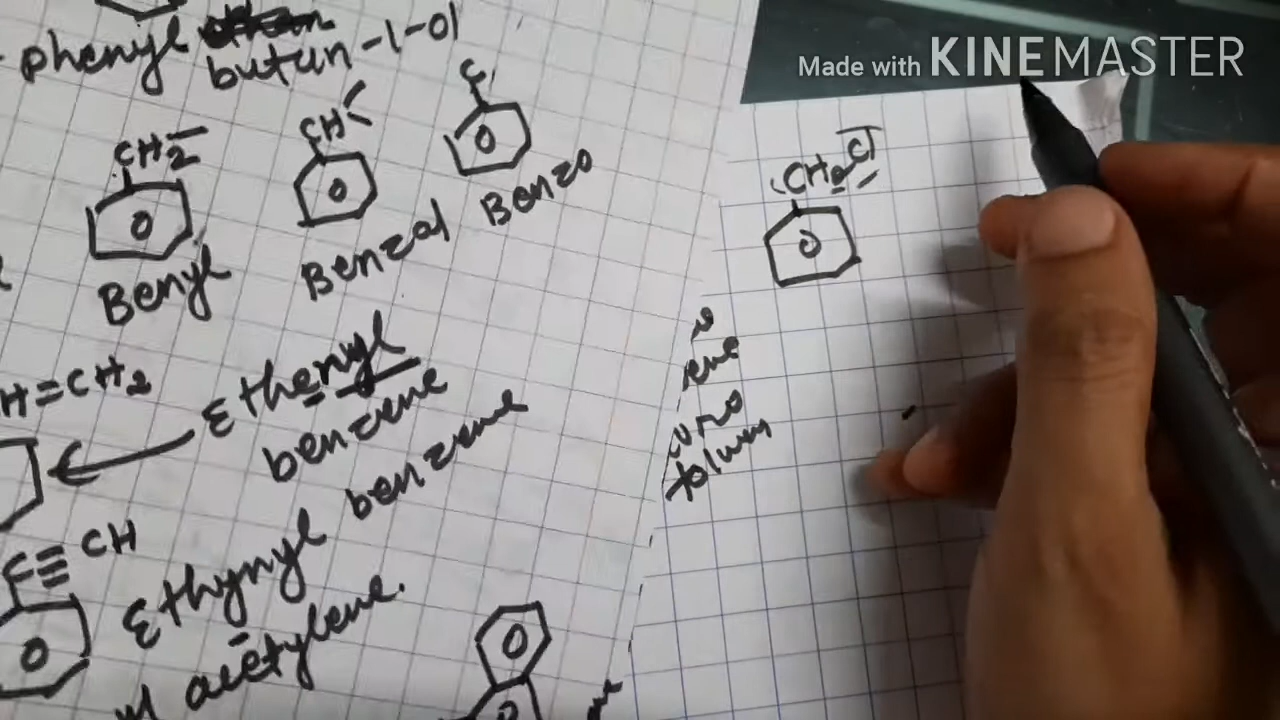 Made with KINEMASTER
phenyl
butan-1-ol
CH2
CH
C
Benyl
Benzal
Benzo
CH2Cl
H=CH2
Ethenyl
benzene
C≡CH
Ethynyl benzene
acetylene.